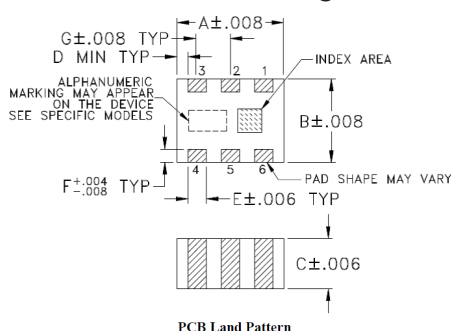 A±.008
G±.008 TYP
D MIN TYP
INDEX AREA
ALPHANUMERIC
MARKING MAY APPEAR
ON THE DEVICE
SEE SPECIFIC MODELS
3 2 1
B±.008
4 5 6
PAD SHAPE MAY VARY
F+.004
-.008 TYP
E±.006 TYP
C±.006
PCB Land Pattern